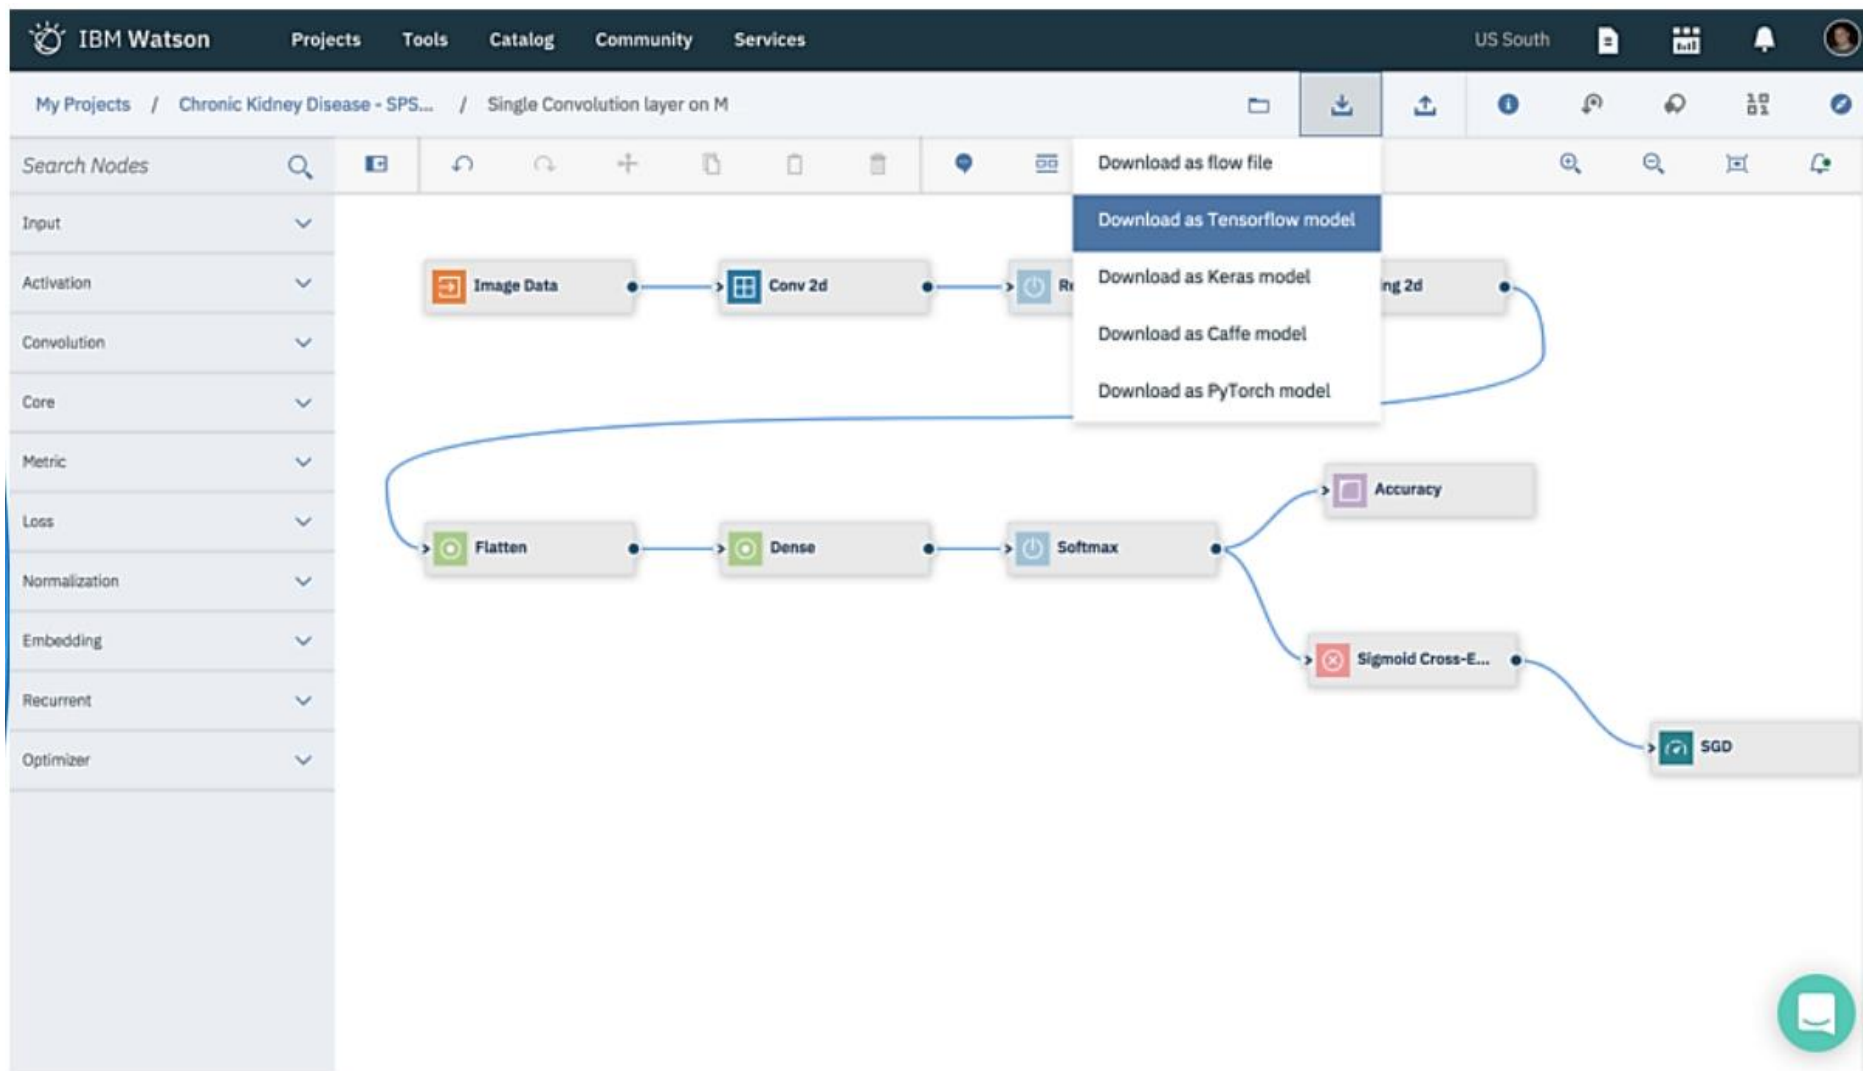 IBM Watson Projects Tools Catalog Community Services US South
My Projects / Chronic Kidney Disease - SPS... / Single Convolution layer on M
Search Nodes
Input
Activation
Convolution
Core
Metric
Loss
Normalization
Embedding
Recurrent
Optimizer
Download as flow file
Download as Tensorflow model
Download as Keras model
Download as Caffe model
Download as PyTorch model
Image Data Conv 2d ng 2d
Accuracy
Flatten Dense Softmax
Sigmoid Cross-E...
SGD